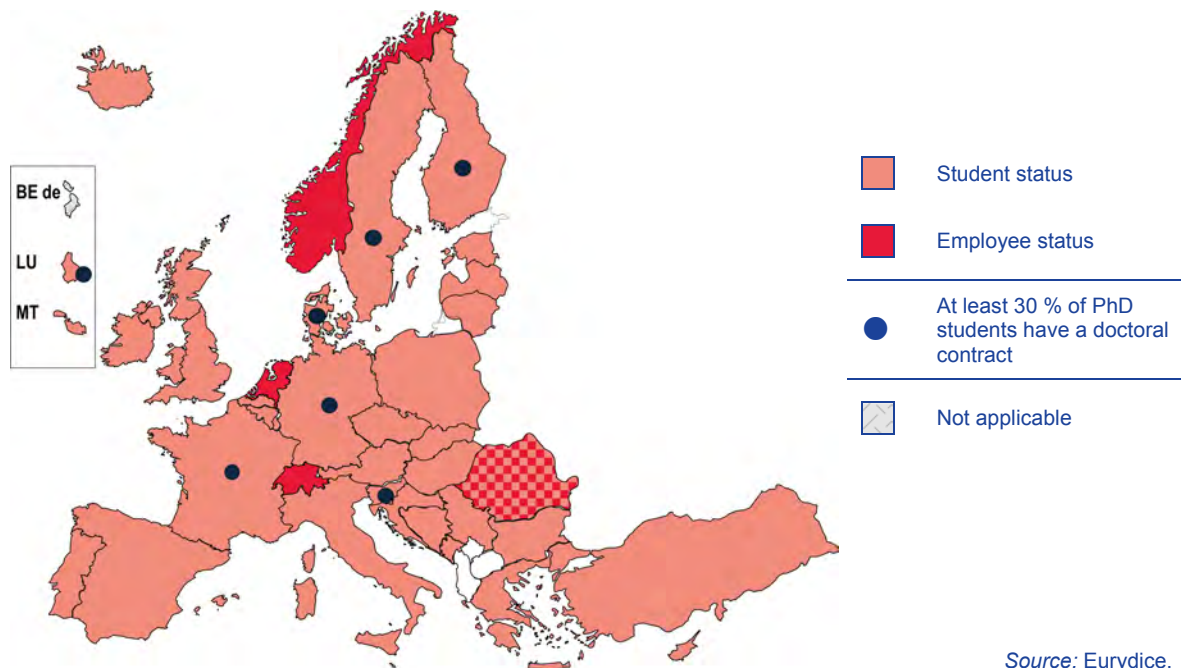 BE de
LU
MT
Student status
Employee status
At least 30 % of PhD
students have a doctoral
contract
Not applicable
Source: Eurydice.